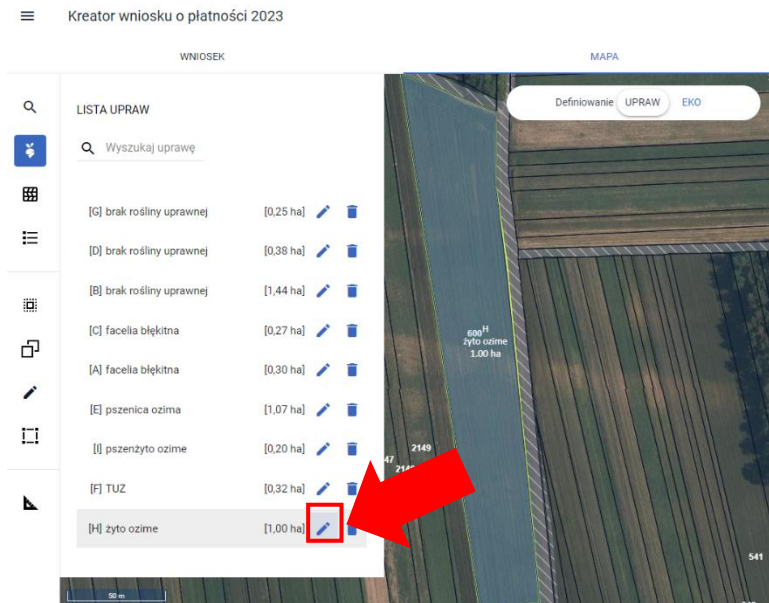 Kreator wniosku o płatności 2023
WNIOSEK
MAPA
LISTA UPRAW
Definiowanie UPRAW EKO
Wyszukaj uprawę
[G] brak rośliny uprawnej [0,25 ha]
[D] brak rośliny uprawnej [0,38 ha]
[B] brak rośliny uprawnej [1,44 ha]
[C] facelia błękitna [0,27 ha]
[A] facelia błękitna [0,30 ha]
[E] pszenica ozima [1,07 ha]
[I] pszenżyto ozime [0,20 ha]
[F] TUZ [0,32 ha]
[H] żyto ozime [1,00 ha]
600H
żyto ozime
1.00 ha
2149
47
541
50 m